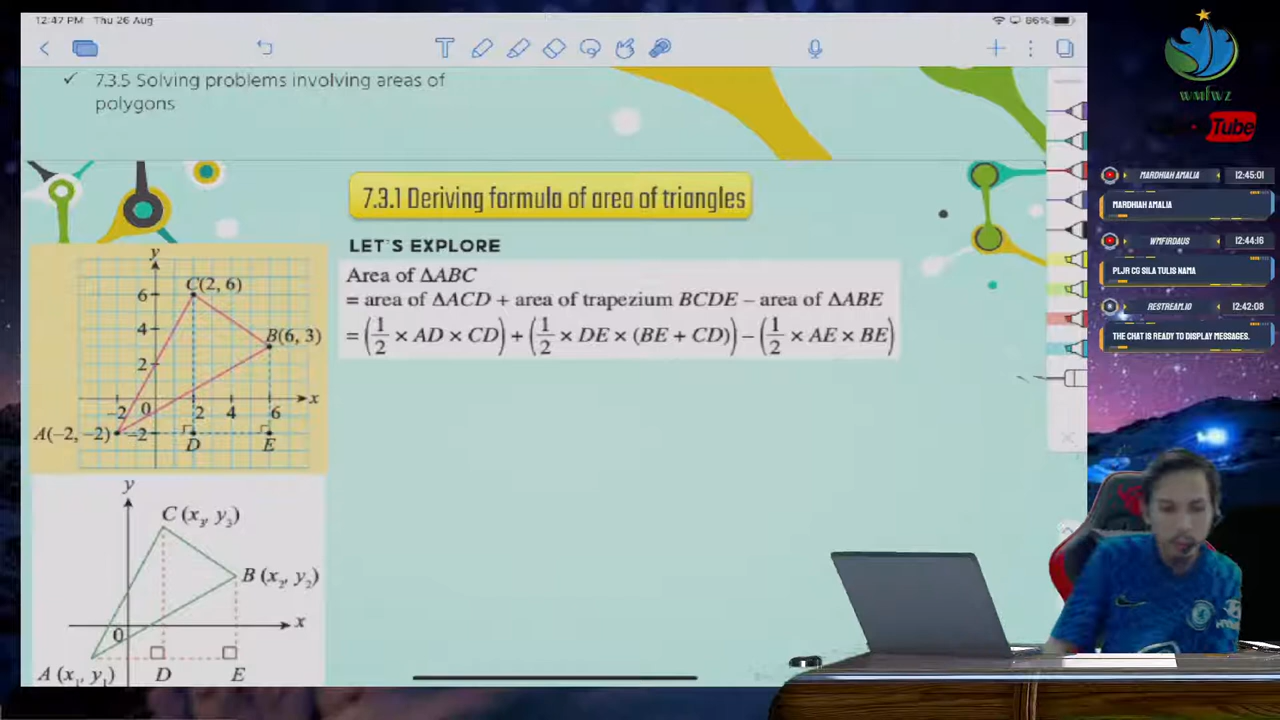 12:47 PM Thu 26 Aug
86%
✓ 7.3.5 Solving problems involving areas of
polygons
7.3.1 Deriving formula of area of triangles
LET'S EXPLORE
Area of ΔABC
= area of ΔACD + area of trapezium BCDE − area of ΔABE
= (1/2 × AD × CD) + (1/2 × DE × (BE + CD)) − (1/2 × AE × BE)
y
C(2, 6)
6
B(6, 3)
4
2
-2 0 2 4 6 x
A(−2, −2) -2
D E
y
C (x₃, y₃)
B (x₂, y₂)
x
0
A (x₁, y₁) D E
wmfwz
Tube
MARDHIAH AMALIA 12:45:01
MARDHIAH AMALIA
WMFIRDAUS 12:44:16
PLJR CG SILA TULIS NAMA
RESTREAM.IO 12:42:08
THE CHAT IS READY TO DISPLAY MESSAGES.